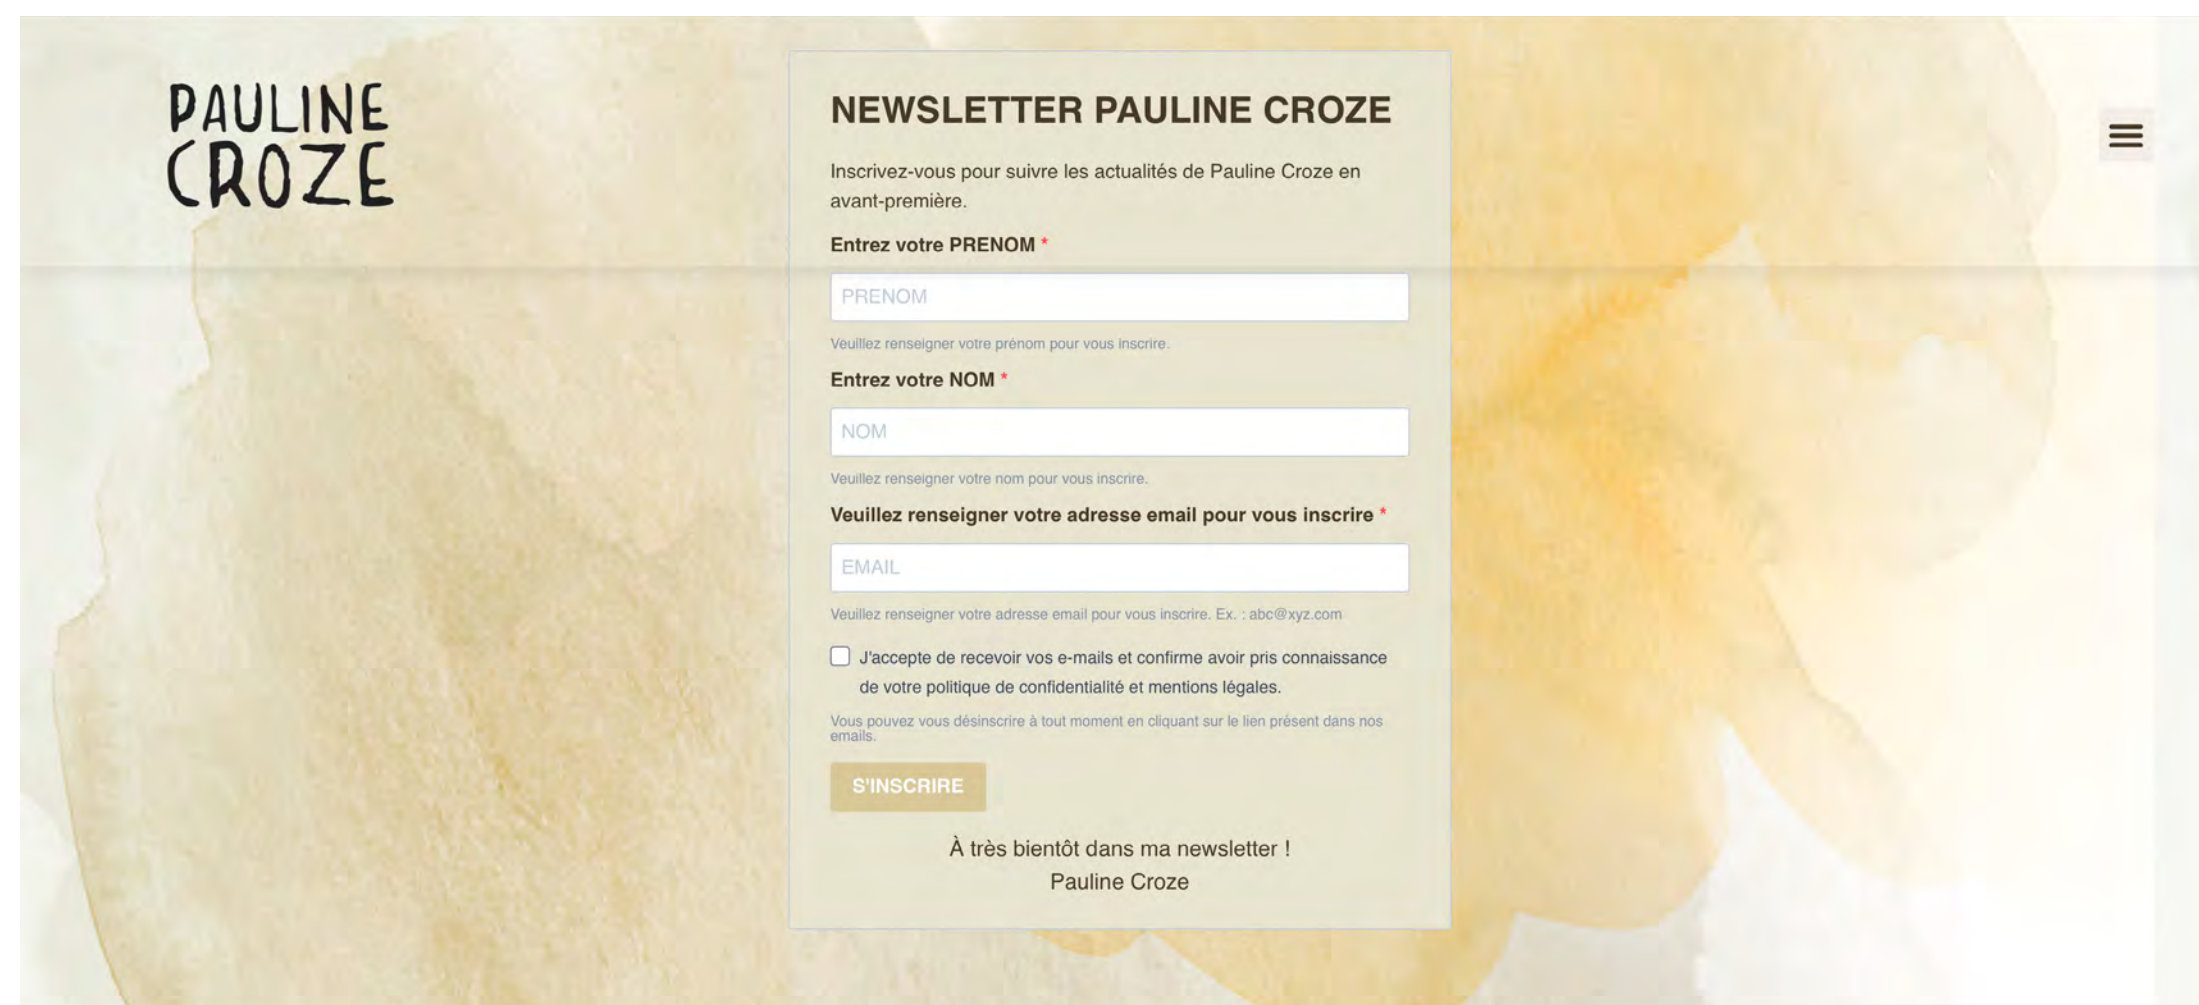 PAULINE
CROZE
NEWSLETTER PAULINE CROZE
Inscrivez-vous pour suivre les actualités de Pauline Croze en
avant-première.
Entrez votre PRENOM *
PRENOM
Veuillez renseigner votre prénom pour vous inscrire.
Entrez votre NOM *
NOM
Veuillez renseigner votre nom pour vous inscrire.
Veuillez renseigner votre adresse email pour vous inscrire *
EMAIL
Veuillez renseigner votre adresse email pour vous inscrire. Ex. : abc@xyz.com
J'accepte de recevoir vos e-mails et confirme avoir pris connaissance
de votre politique de confidentialité et mentions légales.
Vous pouvez vous désinscrire à tout moment en cliquant sur le lien présent dans nos
emails.
S'INSCRIRE
À très bientôt dans ma newsletter !
Pauline Croze